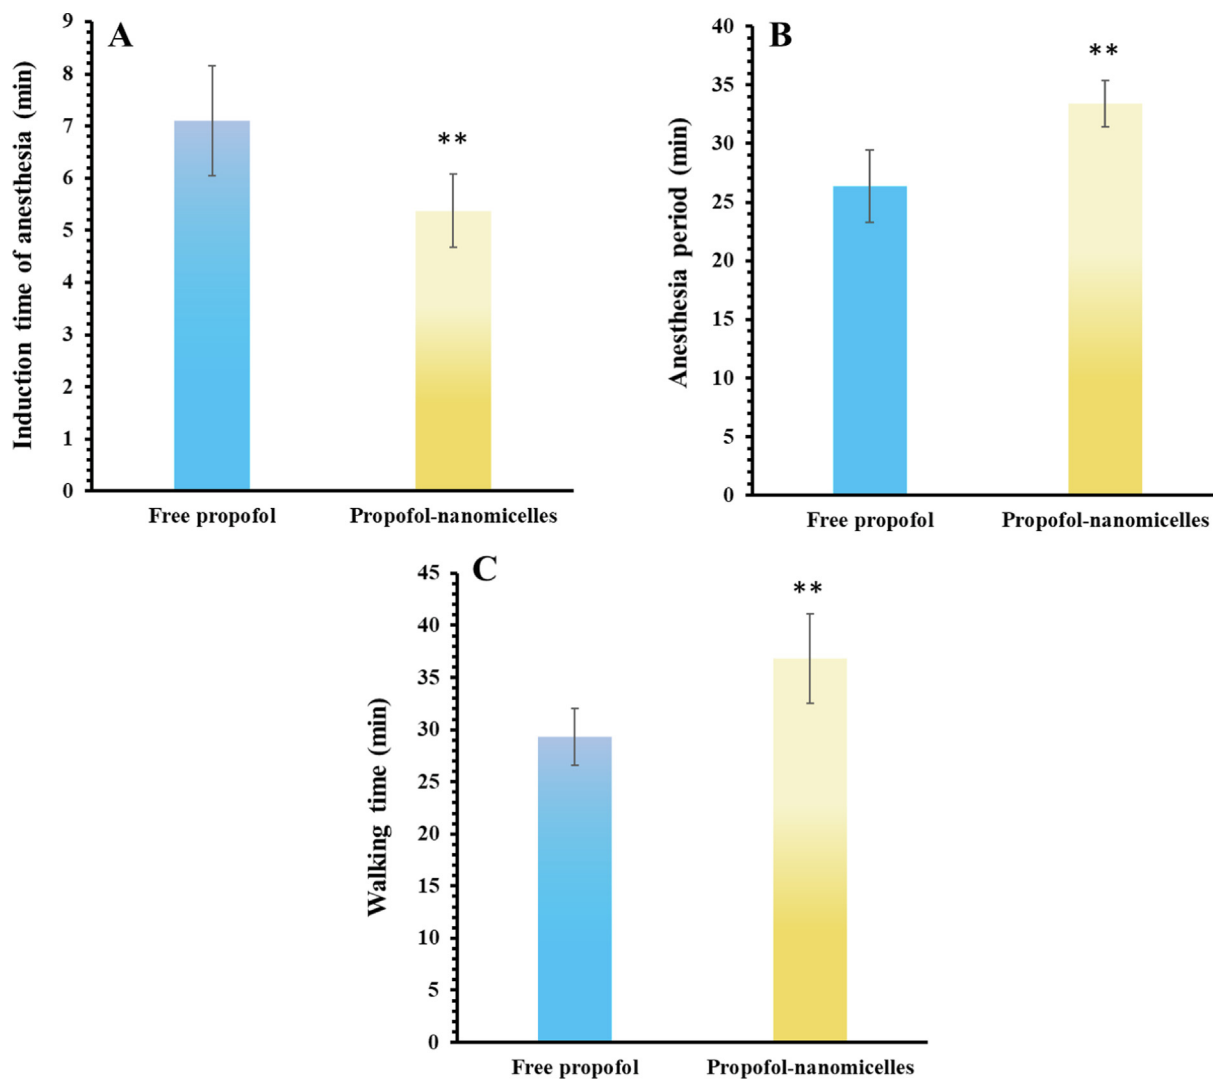 A
Induction time of anesthesia (min)
9
8
7
6
5
4
3
2
1
0
**
Free propofol
Propofol-nanomicelles
B
Anesthesia period (min)
40
35
30
25
20
15
10
5
0
**
Free propofol
Propofol-nanomicelles
C
Walking time (min)
45
40
35
30
25
20
15
10
5
0
**
Free propofol
Propofol-nanomicelles